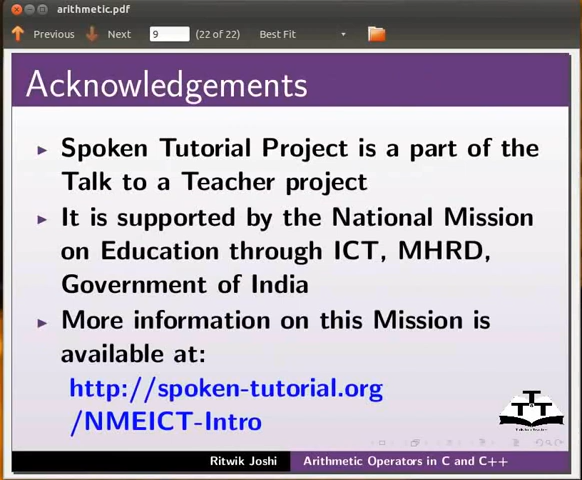 arithmetic.pdf
Previous Next 9 (22 of 22) Best Fit
Acknowledgements
Spoken Tutorial Project is a part of the
Talk to a Teacher project
It is supported by the National Mission
on Education through ICT, MHRD,
Government of India
More information on this Mission is
available at:
http://spoken-tutorial.org
/NMEICT-Intro
T T T
Ritwik Joshi Arithmetic Operators in C and C++